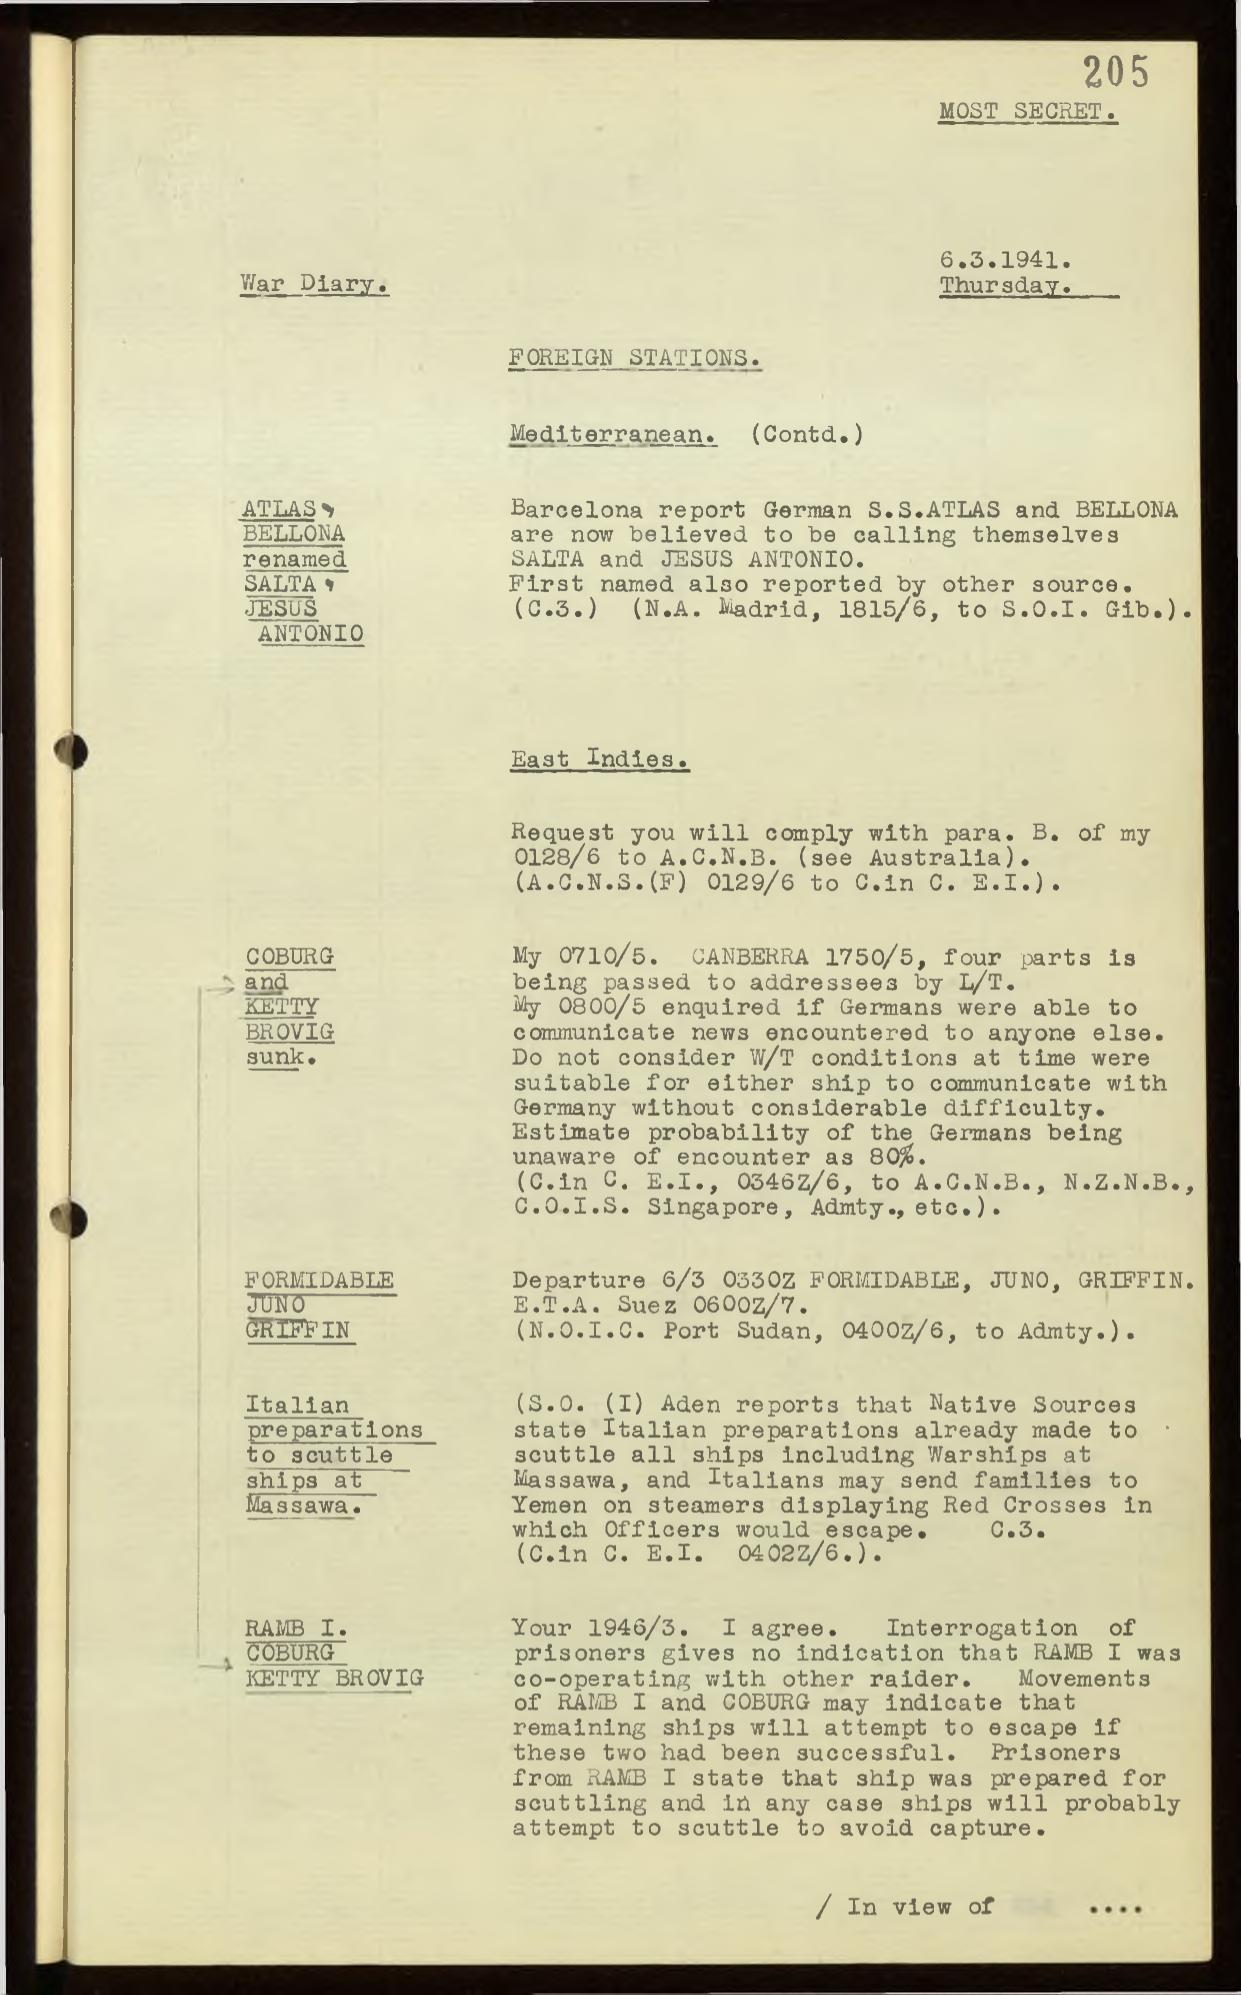 205
MOST SECRET.
6.3.1941.
War Diary.
Thursday.
FOREIGN STATIONS.
Mediterranean. (Contd.)
ATLAS,
BELLONA
renamed
SALTA,
JESUS
ANTONIO
Barcelona report German S.S.ATLAS and BELLONA
are now believed to be calling themselves
SALTA and JESUS ANTONIO.
First named also reported by other source.
(C.3.) (N.A. Madrid, 1815/6, to S.O.I. Gib.).
East Indies.
Request you will comply with para. B. of my
0128/6 to A.C.N.B. (see Australia).
(A.C.N.S.(F) 0129/6 to C.in C. E.I.).
COBURG
and
KETTY
BROVIG
sunk.
My 0710/5. CANBERRA 1750/5, four parts is
being passed to addressees by L/T.
My 0800/5 enquired if Germans were able to
communicate news encountered to anyone else.
Do not consider W/T conditions at time were
suitable for either ship to communicate with
Germany without considerable difficulty.
Estimate probability of the Germans being
unaware of encounter as 80%.
(C.in C. E.I., 0346Z/6, to A.C.N.B., N.Z.N.B.,
C.O.I.S. Singapore, Admty., etc.).
FORMIDABLE
JUNO
GRIFFIN
Departure 6/3 0330Z FORMIDABLE, JUNO, GRIFFIN.
E.T.A. Suez 0600Z/7.
(N.O.I.C. Port Sudan, 0400Z/6, to Admty.).
Italian
preparations
to scuttle
ships at
Massawa.
(S.O. (I) Aden reports that Native Sources
state Italian preparations already made to
scuttle all ships including Warships at
Massawa, and Italians may send families to
Yemen on steamers displaying Red Crosses in
which Officers would escape. C.3.
(C.in C. E.I. 0402Z/6.).
RAMB I.
COBURG
KETTY BROVIG
Your 1946/3. I agree. Interrogation of
prisoners gives no indication that RAMB I was
co-operating with other raider. Movements
of RAMB I and COBURG may indicate that
remaining ships will attempt to escape if
these two had been successful. Prisoners
from RAMB I state that ship was prepared for
scuttling and in any case ships will probably
attempt to scuttle to avoid capture.
/ In view of ....